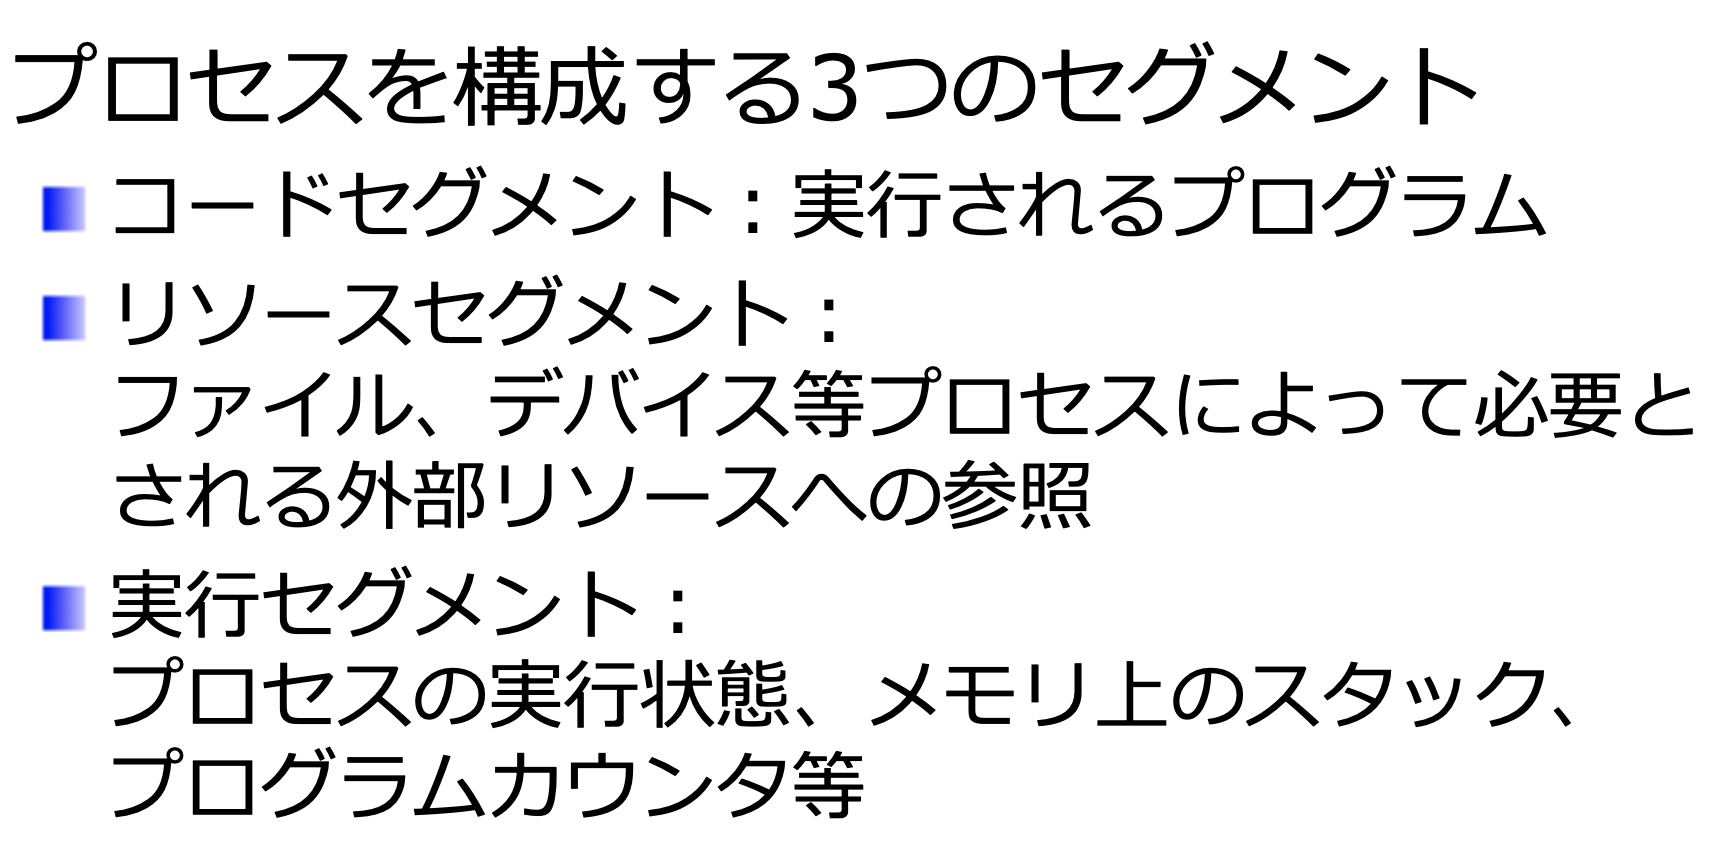 プロセスを構成する3つのセグメント
コードセグメント：実行されるプログラム
リソースセグメント：
ファイル、デバイス等プロセスによって必要と
される外部リソースへの参照
実行セグメント：
プロセスの実行状態、メモリ上のスタック、
プログラムカウンタ等